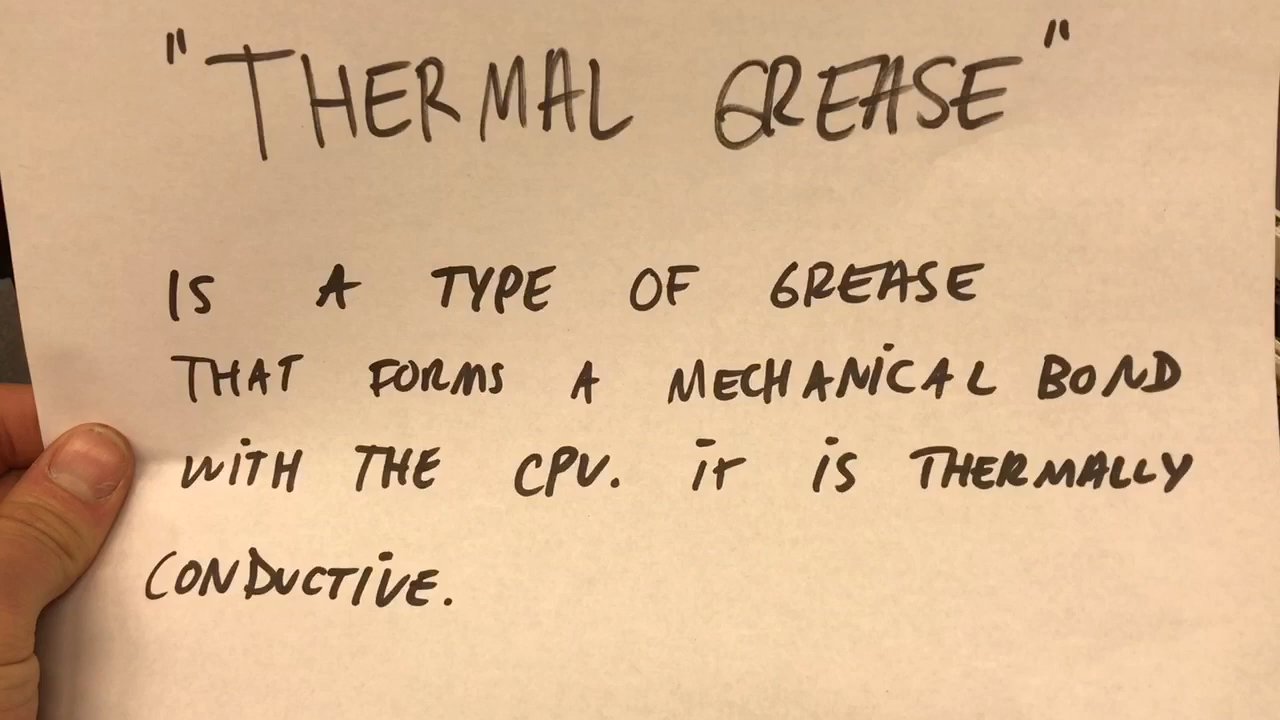 "THERMAL GREASE"
IS A TYPE OF GREASE
THAT FORMS A MECHANICAL BOND
WITH THE CPU. iT iS THERMALLY
CONDUCTIVE.